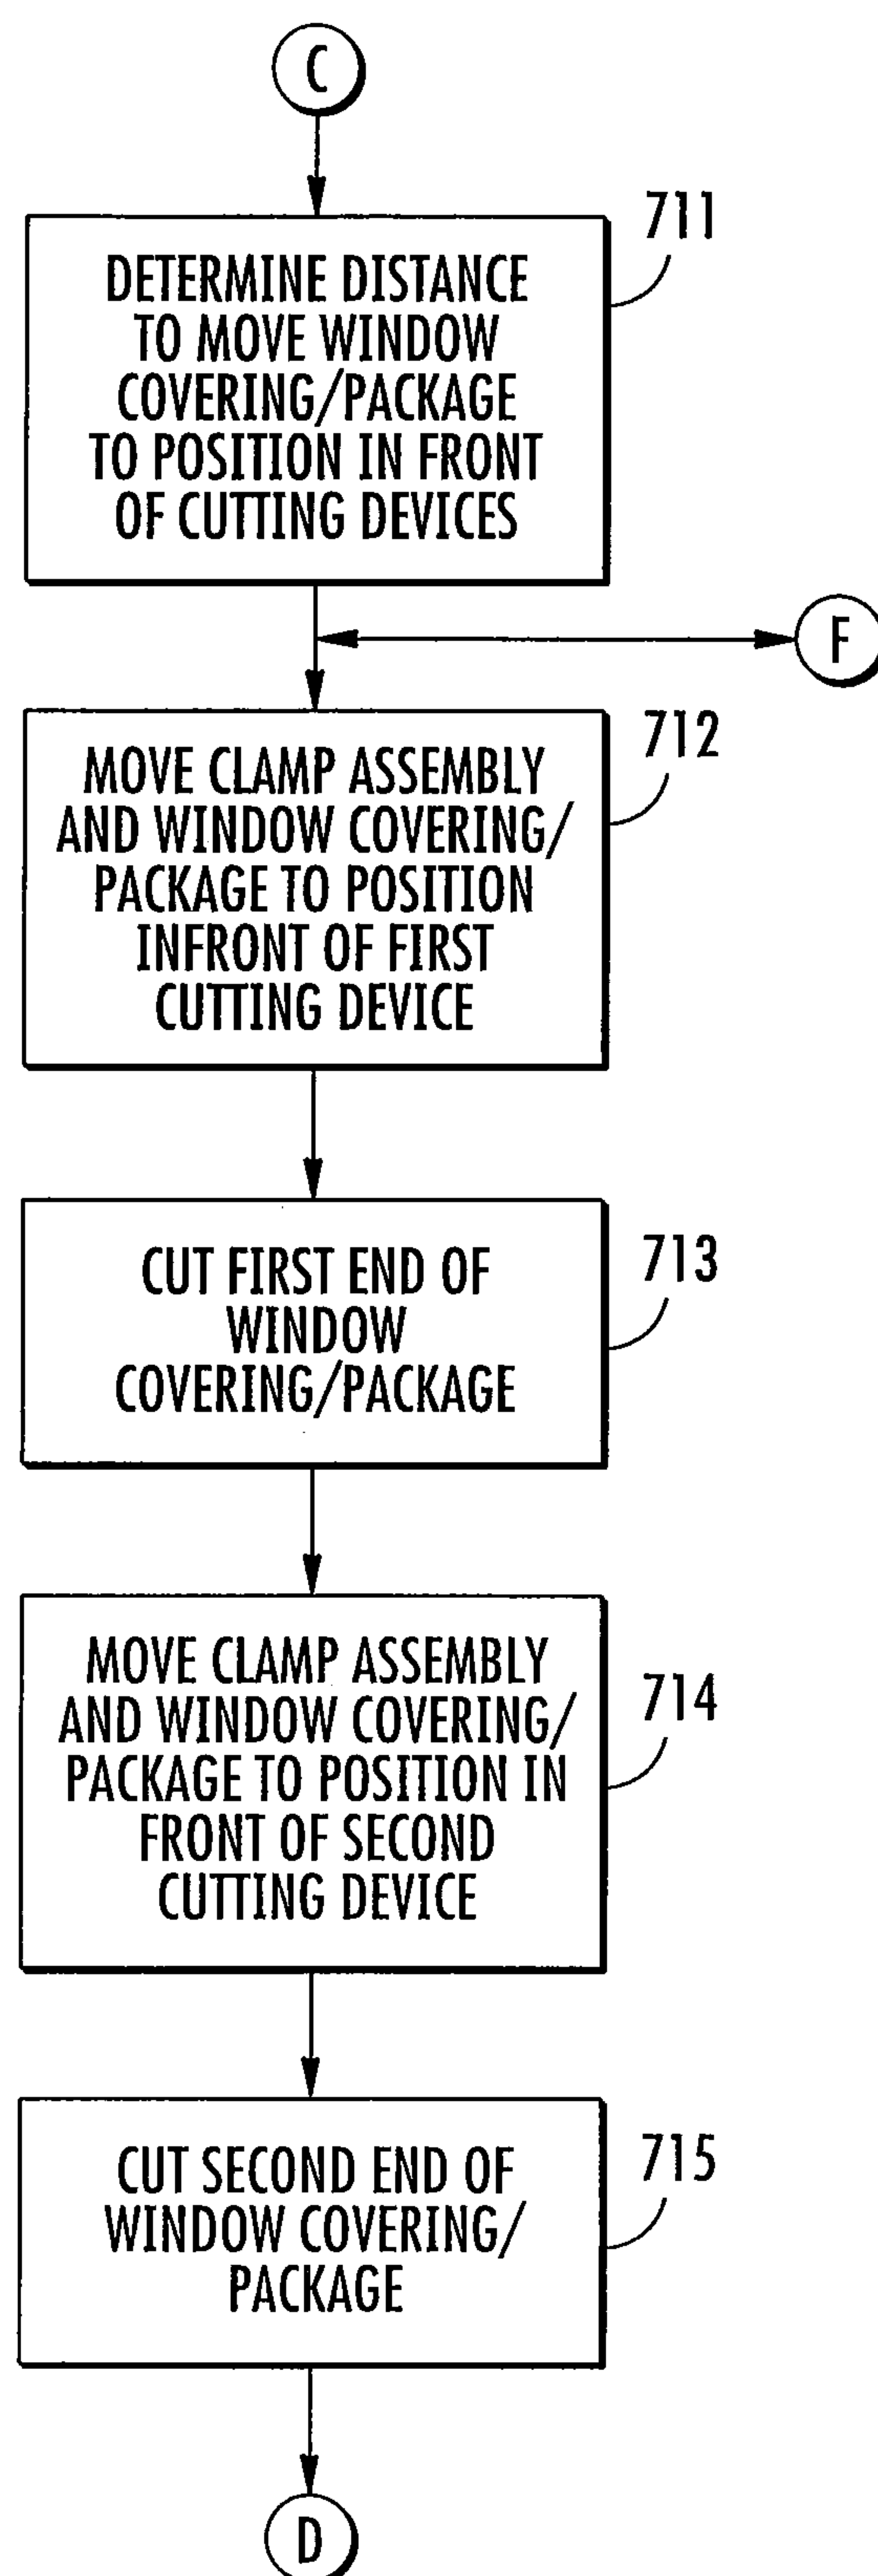 C
711
DETERMINE DISTANCE
TO MOVE WINDOW
COVERING/PACKAGE
TO POSITION IN FRONT
OF CUTTING DEVICES
F
712
MOVE CLAMP ASSEMBLY
AND WINDOW COVERING/
PACKAGE TO POSITION
INFRONT OF FIRST
CUTTING DEVICE
713
CUT FIRST END OF
WINDOW
COVERING/PACKAGE
714
MOVE CLAMP ASSEMBLY
AND WINDOW COVERING/
PACKAGE TO POSITION IN
FRONT OF SECOND
CUTTING DEVICE
715
CUT SECOND END OF
WINDOW COVERING/
PACKAGE
D